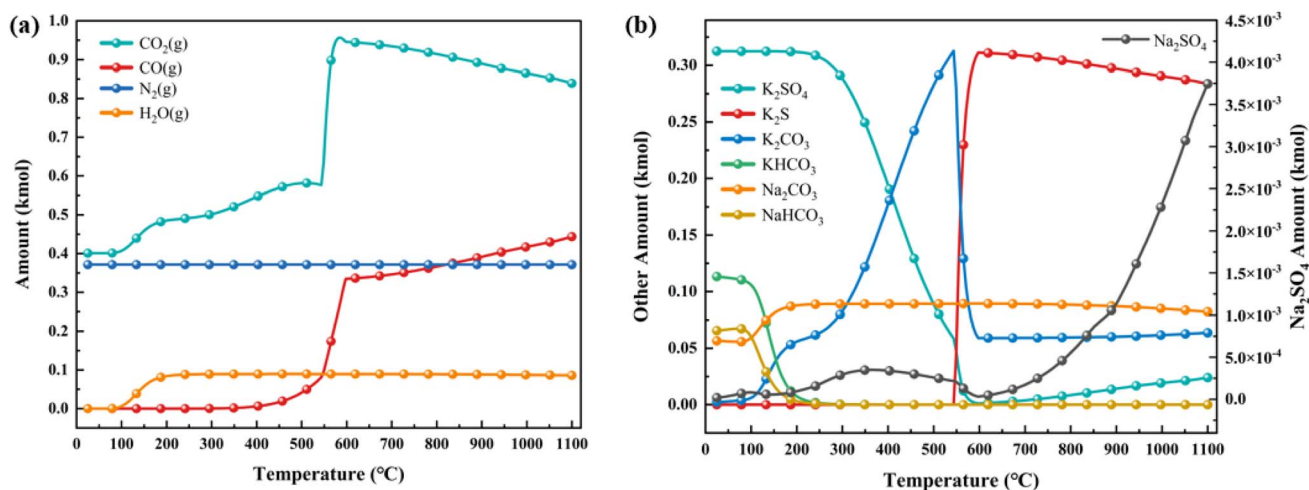 (a)
CO₂(g)
CO(g)
N₂(g)
H₂O(g)
Amount (kmol)
1.0
0.9
0.8
0.7
0.6
0.5
0.4
0.3
0.2
0.1
0.0
0 100 200 300 400 500 600 700 800 900 1000 1100
Temperature (°C)
(b)
K₂SO₄
K₂S
K₂CO₃
KHCO₃
Na₂CO₃
NaHCO₃
Na₂SO₄
Other Amount (kmol)
0.30
0.25
0.20
0.15
0.10
0.05
0.00
0 100 200 300 400 500 600 700 800 900 1000 1100
Temperature (°C)
4.5×10⁻³
4.0×10⁻³
3.5×10⁻³
3.0×10⁻³
2.5×10⁻³
2.0×10⁻³
1.5×10⁻³
1.0×10⁻³
5.0×10⁻⁴
0.0
Na₂SO₄ Amount (kmol)